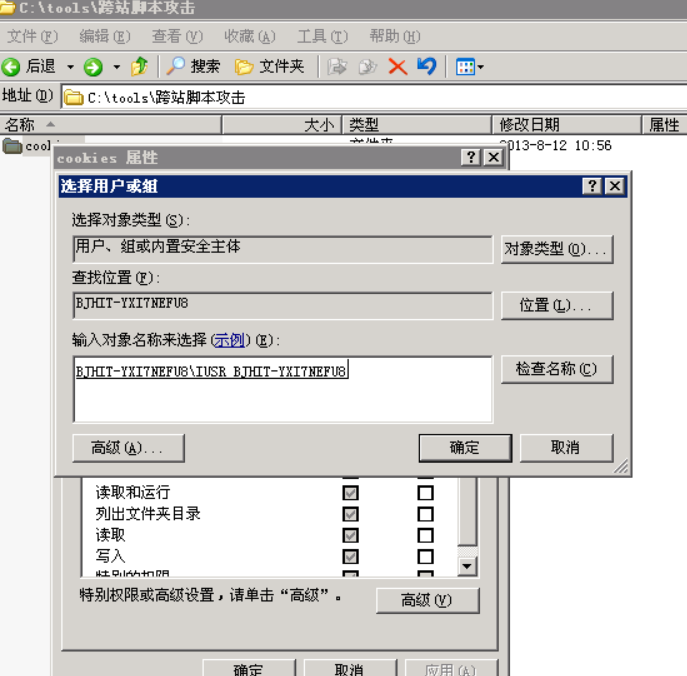 C:\tools\跨站脚本攻击
文件(F) 编辑(E) 查看(V) 收藏(A) 工具(T) 帮助(H)
后退 搜索 文件夹
地址(D) C:\tools\跨站脚本攻击
名称 大小 类型 修改日期 属性
文件夹 2013-8-12 10:56
cookies 属性
选择用户或组
选择对象类型(S):
用户、组或内置安全主体 对象类型(O)...
查找位置(F):
BJHIT-YXI7NEFU8 位置(L)...
输入对象名称来选择(示例)(E):
BJHIT-YXI7NEFU8\IUSR_BJHIT-YXI7NEFU8 检查名称(C)
高级(A)... 确定 取消
读取和运行
列出文件夹目录
读取
写入
特别的权限
特别权限或高级设置，请单击“高级”。 高级(V)
确定 取消 应用(A)